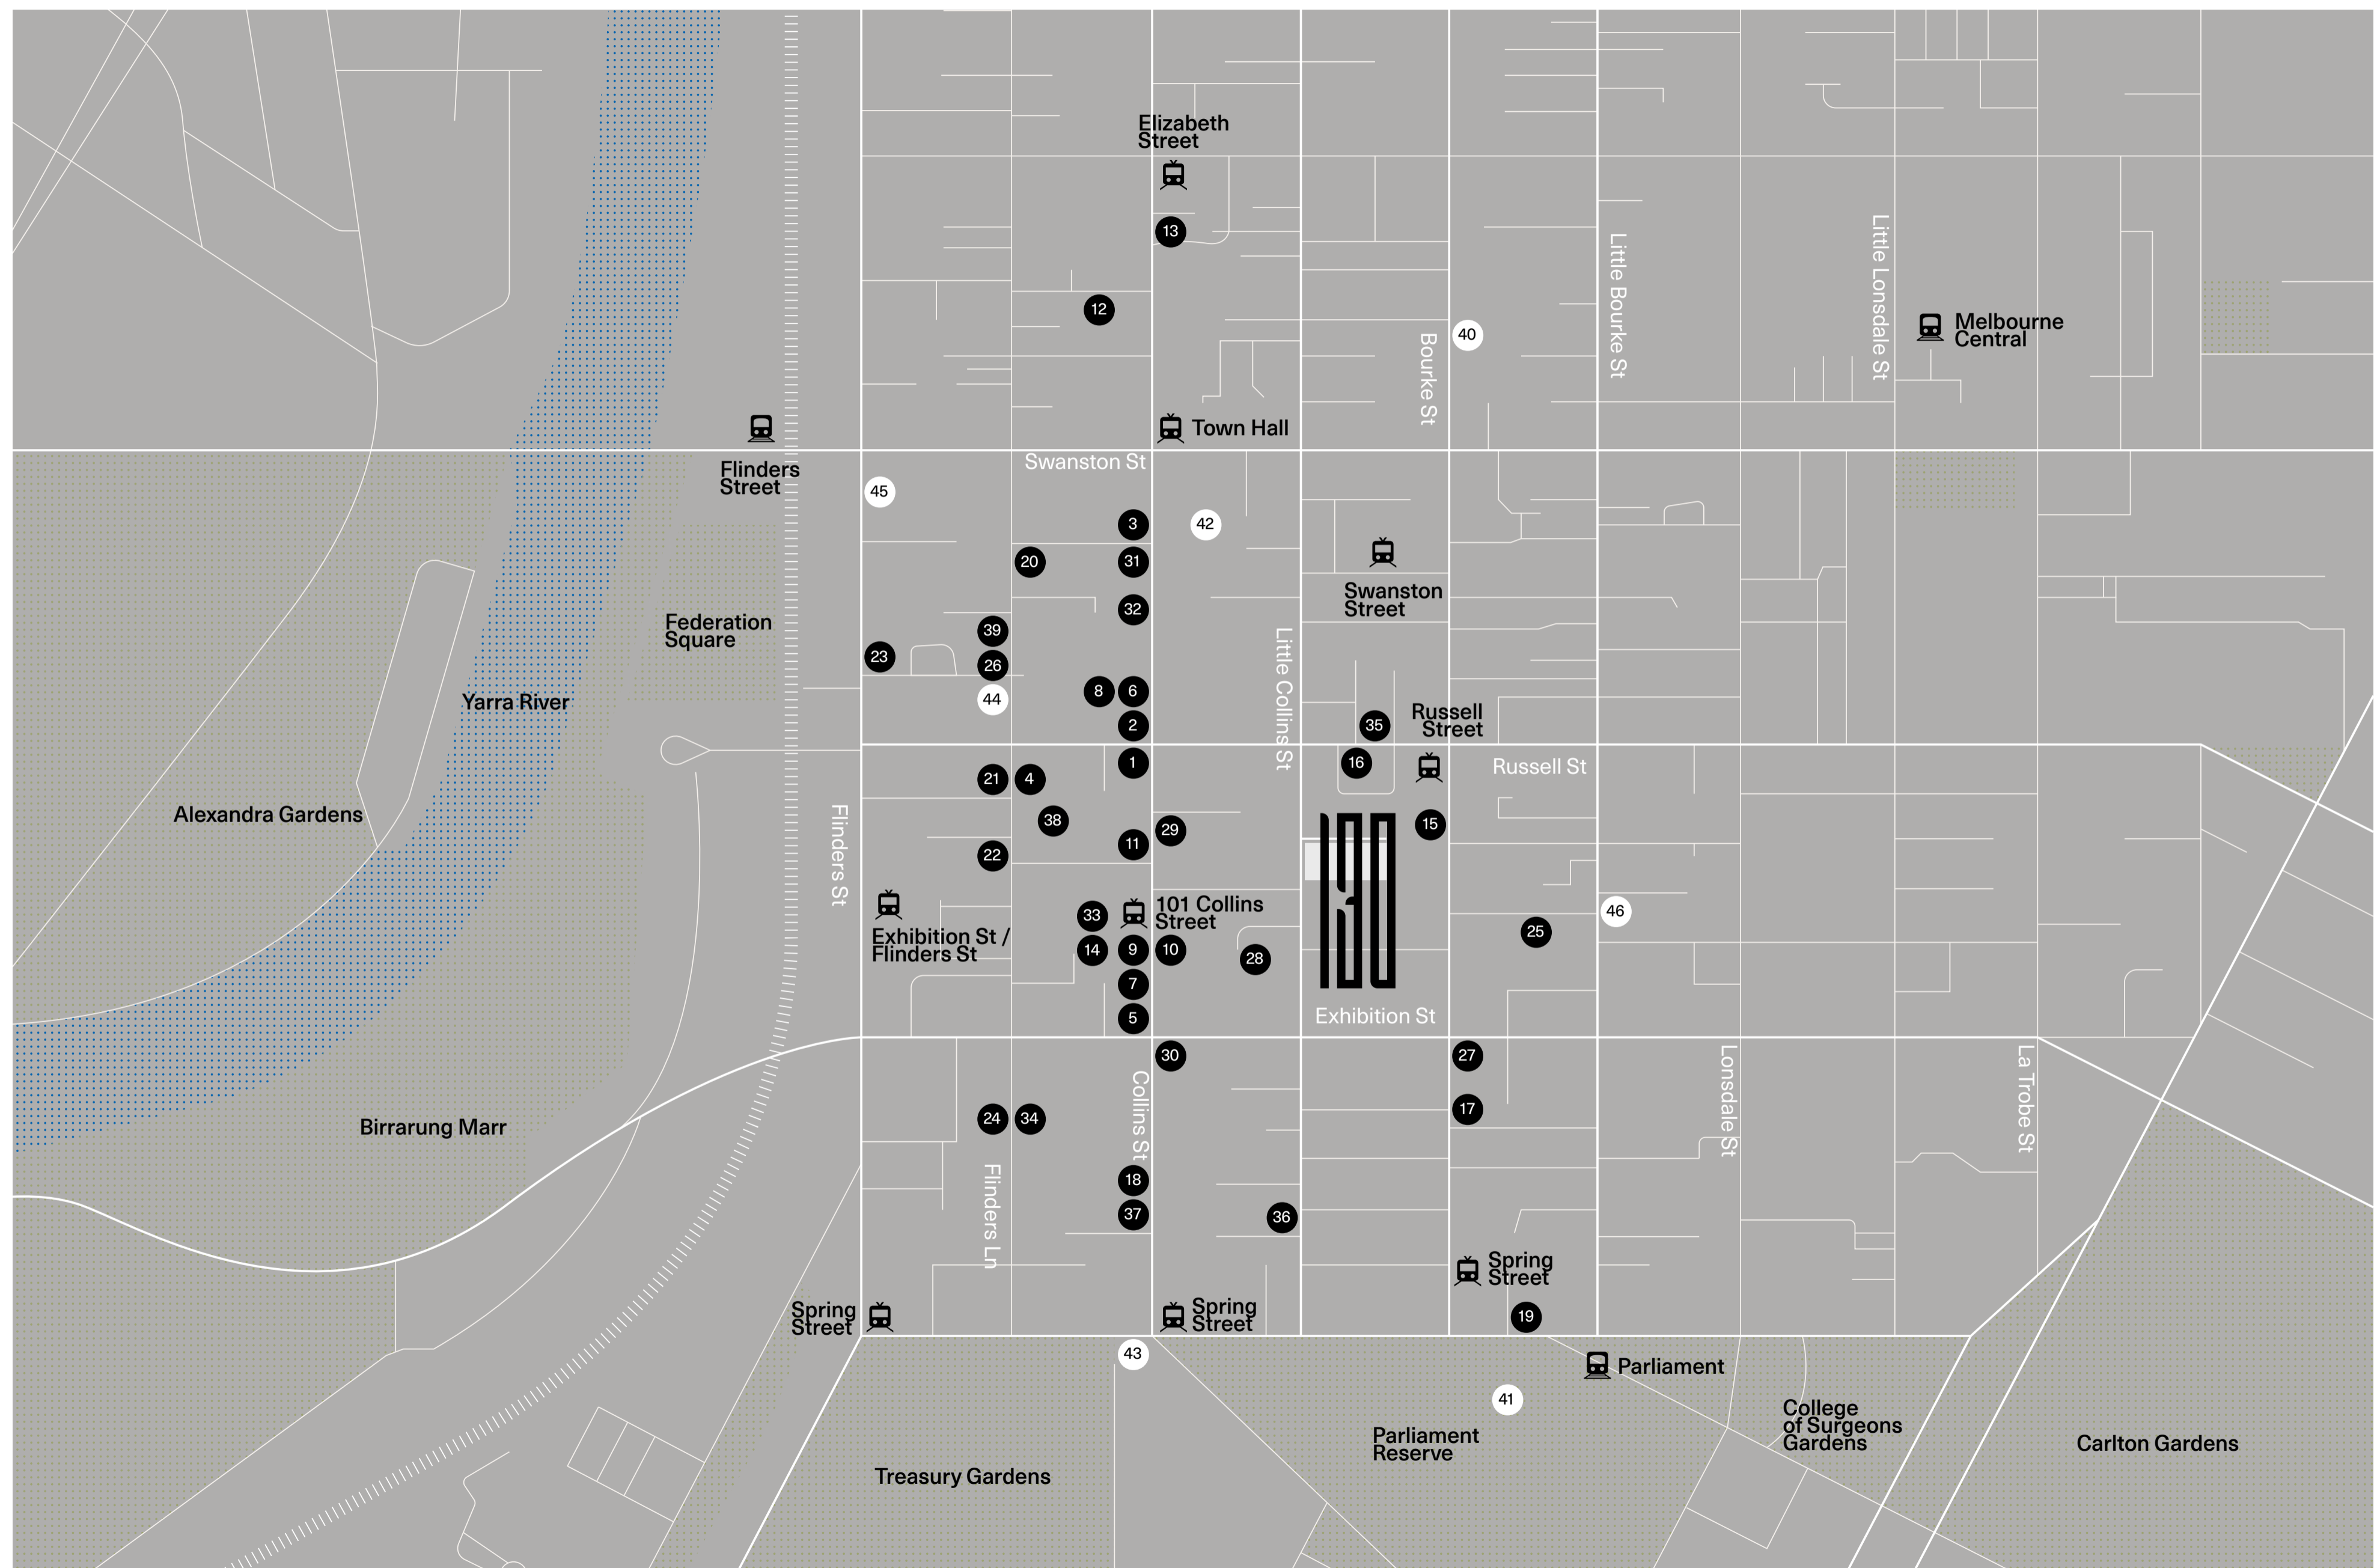 Elizabeth
Street
13
12
40
Little Bourke St
Little Lonsdale St
Melbourne
Central
Bourke St
Town Hall
Swanston St
Flinders
Street
45
3
42
20
31
Swanston
Street
32
Federation
Square
39
23
26
Little Collins St
Yarra River
44
8
6
2
35
Russell
Street
1
16
Russell St
21
4
Alexandra Gardens
38
Flinders St
11
29
15
22
130
Exhibition St /
Flinders St
33
101 Collins
Street
46
14
9
10
28
25
7
5
Exhibition St
30
27
Collins St
Lonsdale St
La Trobe St
Birrarung Marr
24
34
17
Flinders Ln
18
37
36
Spring
Street
Spring
Street
Spring
Street
19
43
Parliament
41
Parliament
Reserve
College
of Surgeons
Gardens
Carlton Gardens
Treasury Gardens